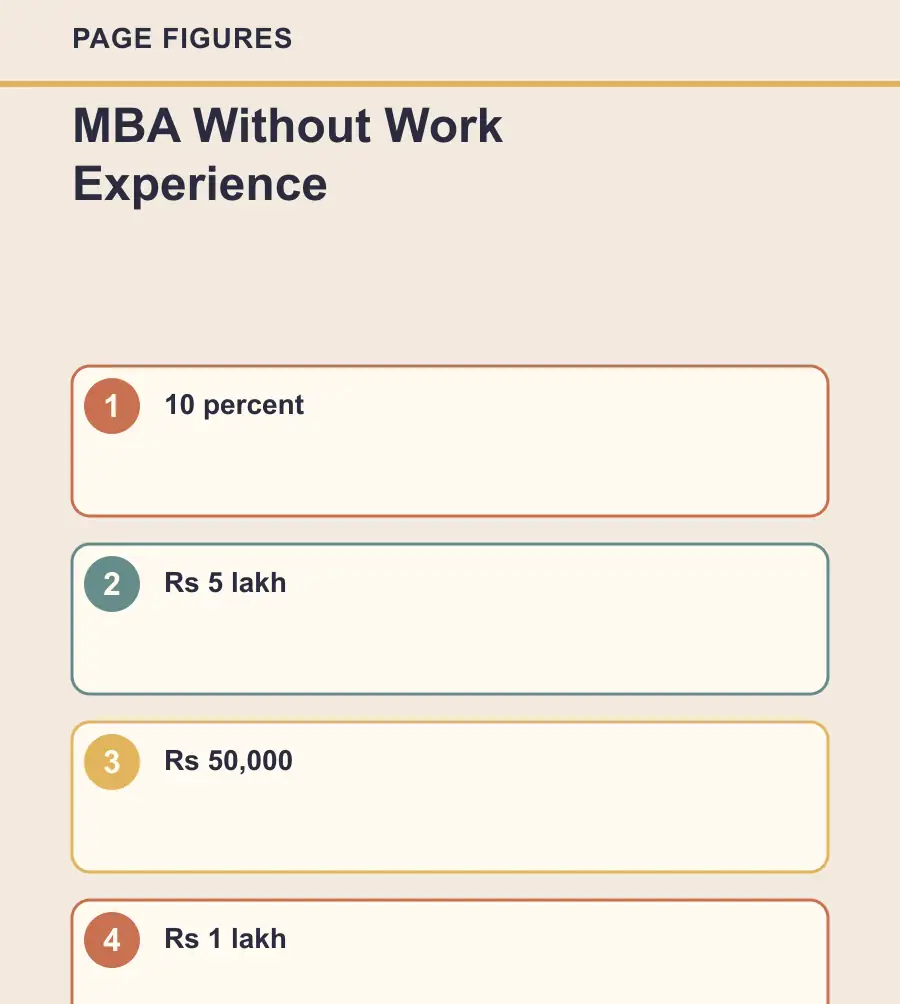 PAGE FIGURES
MBA Without Work
Experience
1 10 percent
2 Rs 5 lakh
3 Rs 50,000
4 Rs 1 lakh